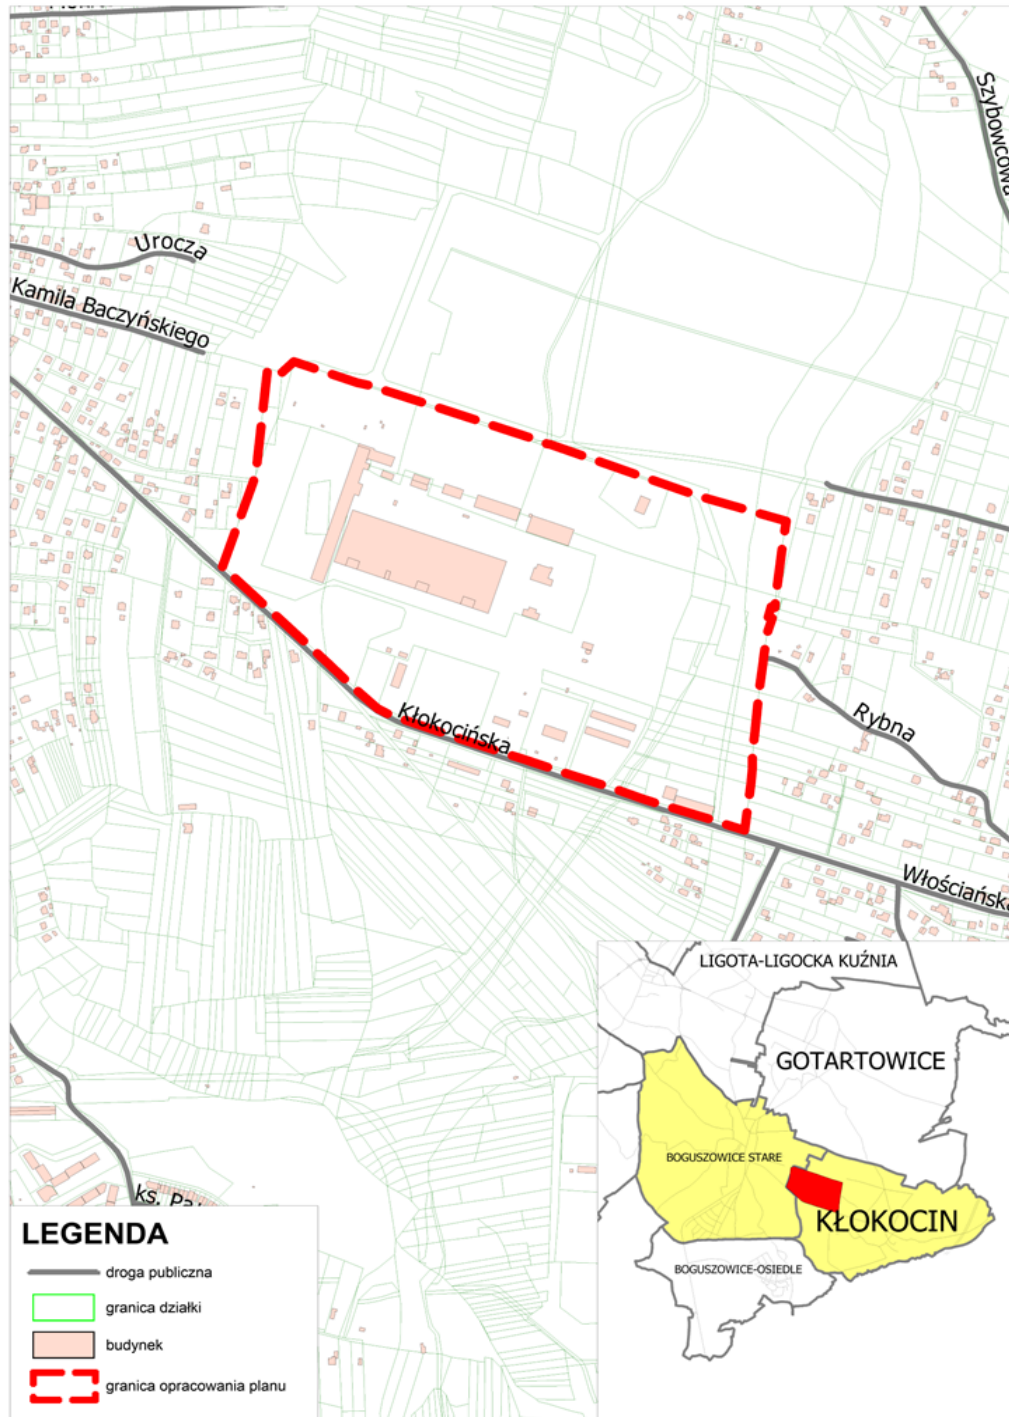 Szybowcowa
Urocza
Kamila Baczyńskiego
Kłokocińska
Rybna
Włościańska
LIGOTA-LIGOCKA KUŹNIA
GOTARTOWICE
BOGUSZOWICE STARE
KŁOKOCIN
BOGUSZOWICE-OSIEDLE
ks.
LEGENDA
droga publiczna
granica działki
budynek
granica opracowania planu